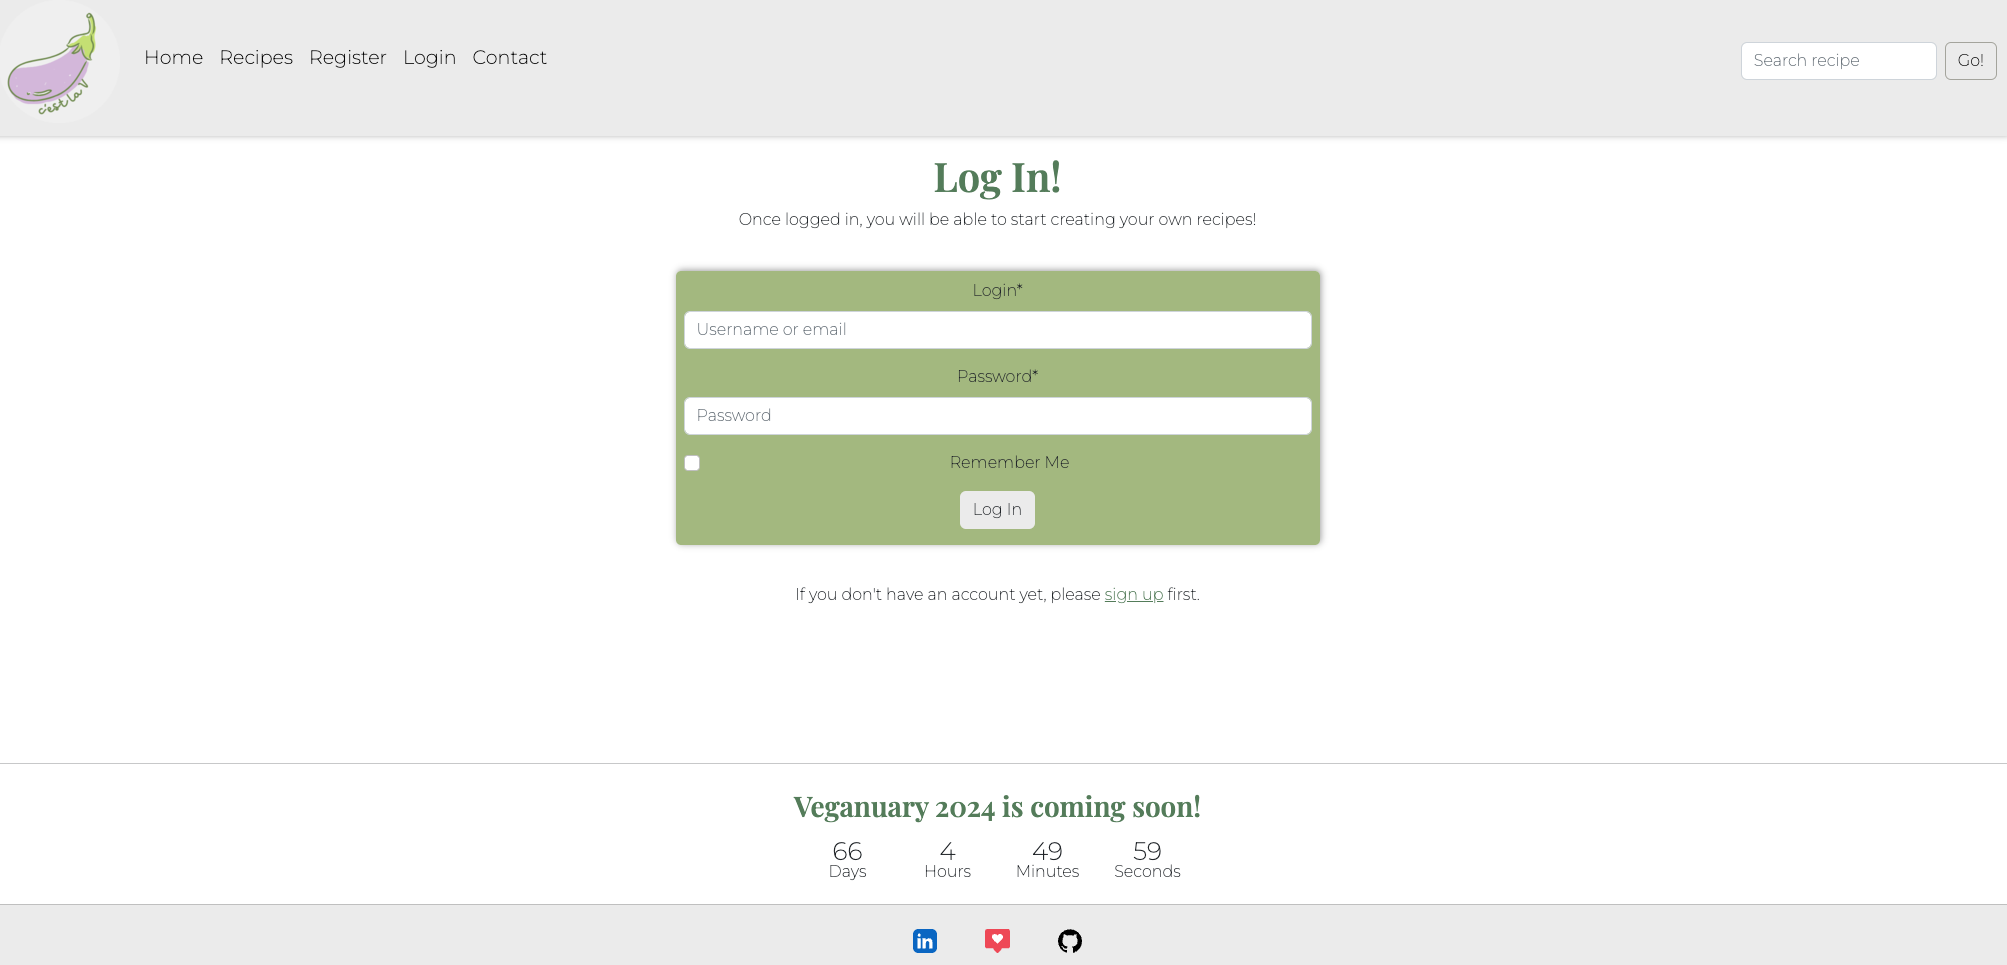 c'est la V
Home Recipes Register Login Contact
Search recipe Go!
Log In!
Once logged in, you will be able to start creating your own recipes!
Login*
Username or email
Password*
Password
Remember Me
Log In
If you don't have an account yet, please sign up first.
Veganuary 2024 is coming soon!
66 4 49 59
Days Hours Minutes Seconds
in